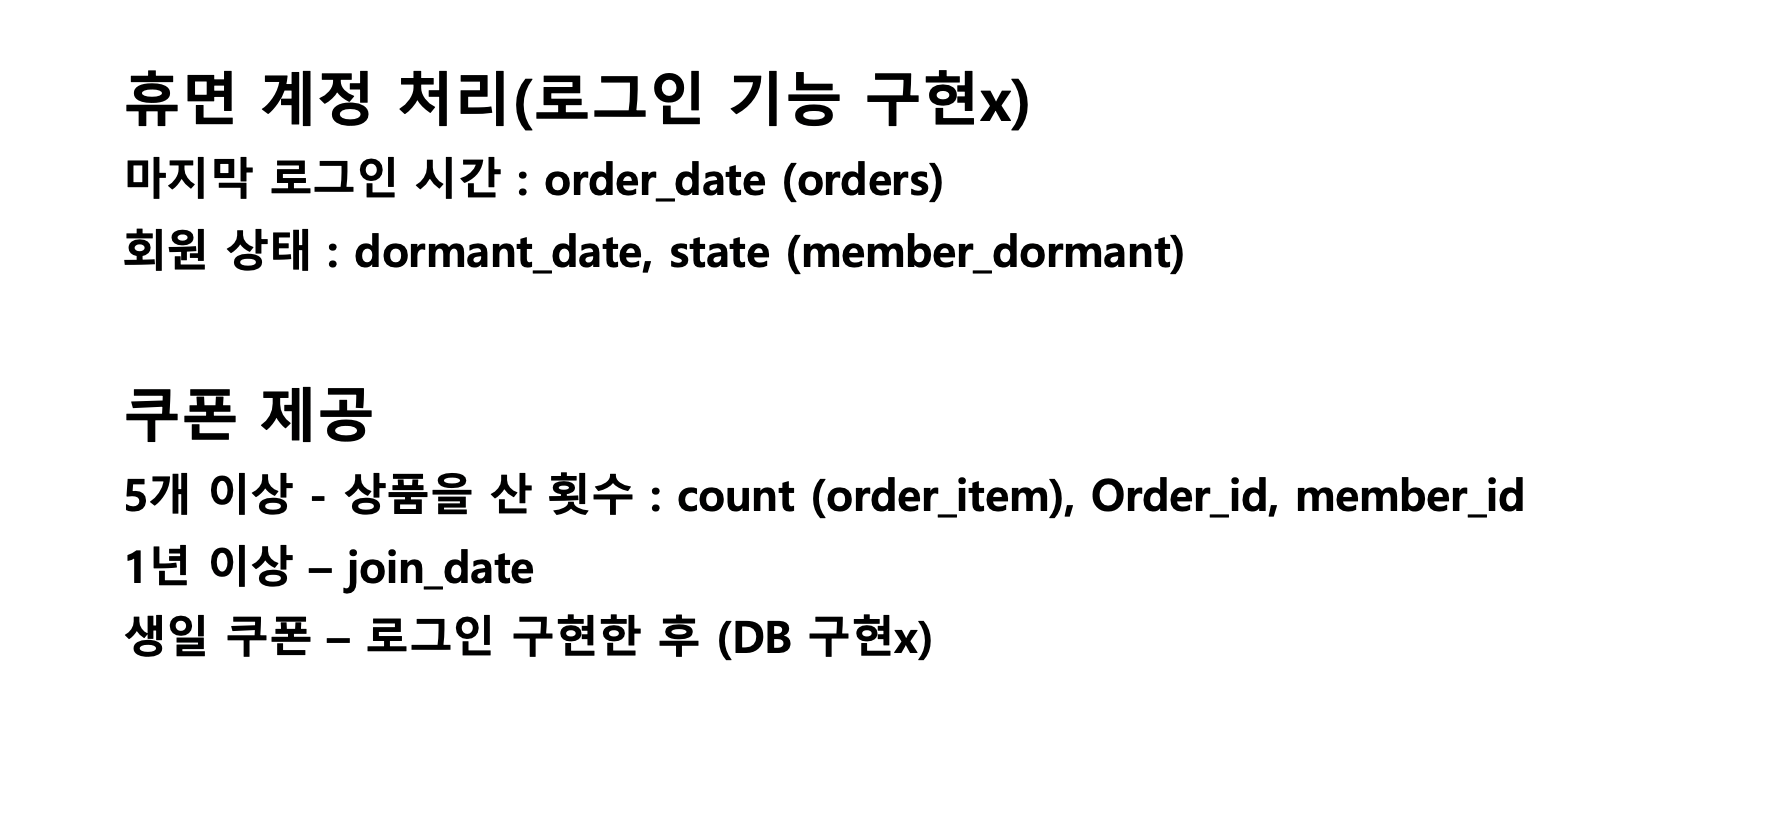 휴면 계정 처리(로그인 기능 구현x)
마지막 로그인 시간 : order_date (orders)
회원 상태 : dormant_date, state (member_dormant)
쿠폰 제공
5개 이상 - 상품을 산 횟수 : count (order_item), Order_id, member_id
1년 이상 – join_date
생일 쿠폰 – 로그인 구현한 후 (DB 구현x)